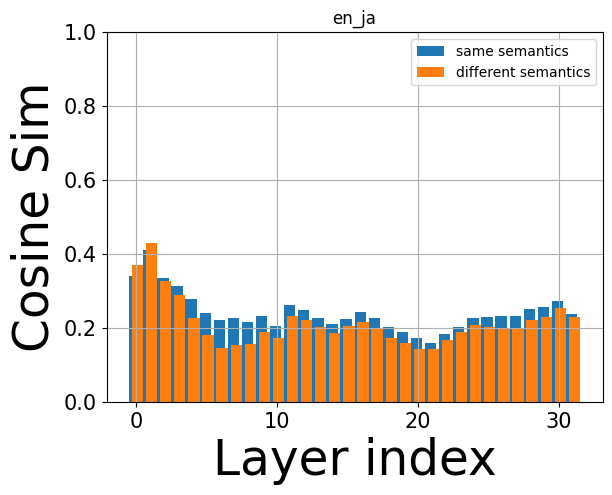 en_ja
same semantics
different semantics
Cosine Sim
1.0
0.8
0.6
0.4
0.2
0.0
0 10 20 30
Layer index